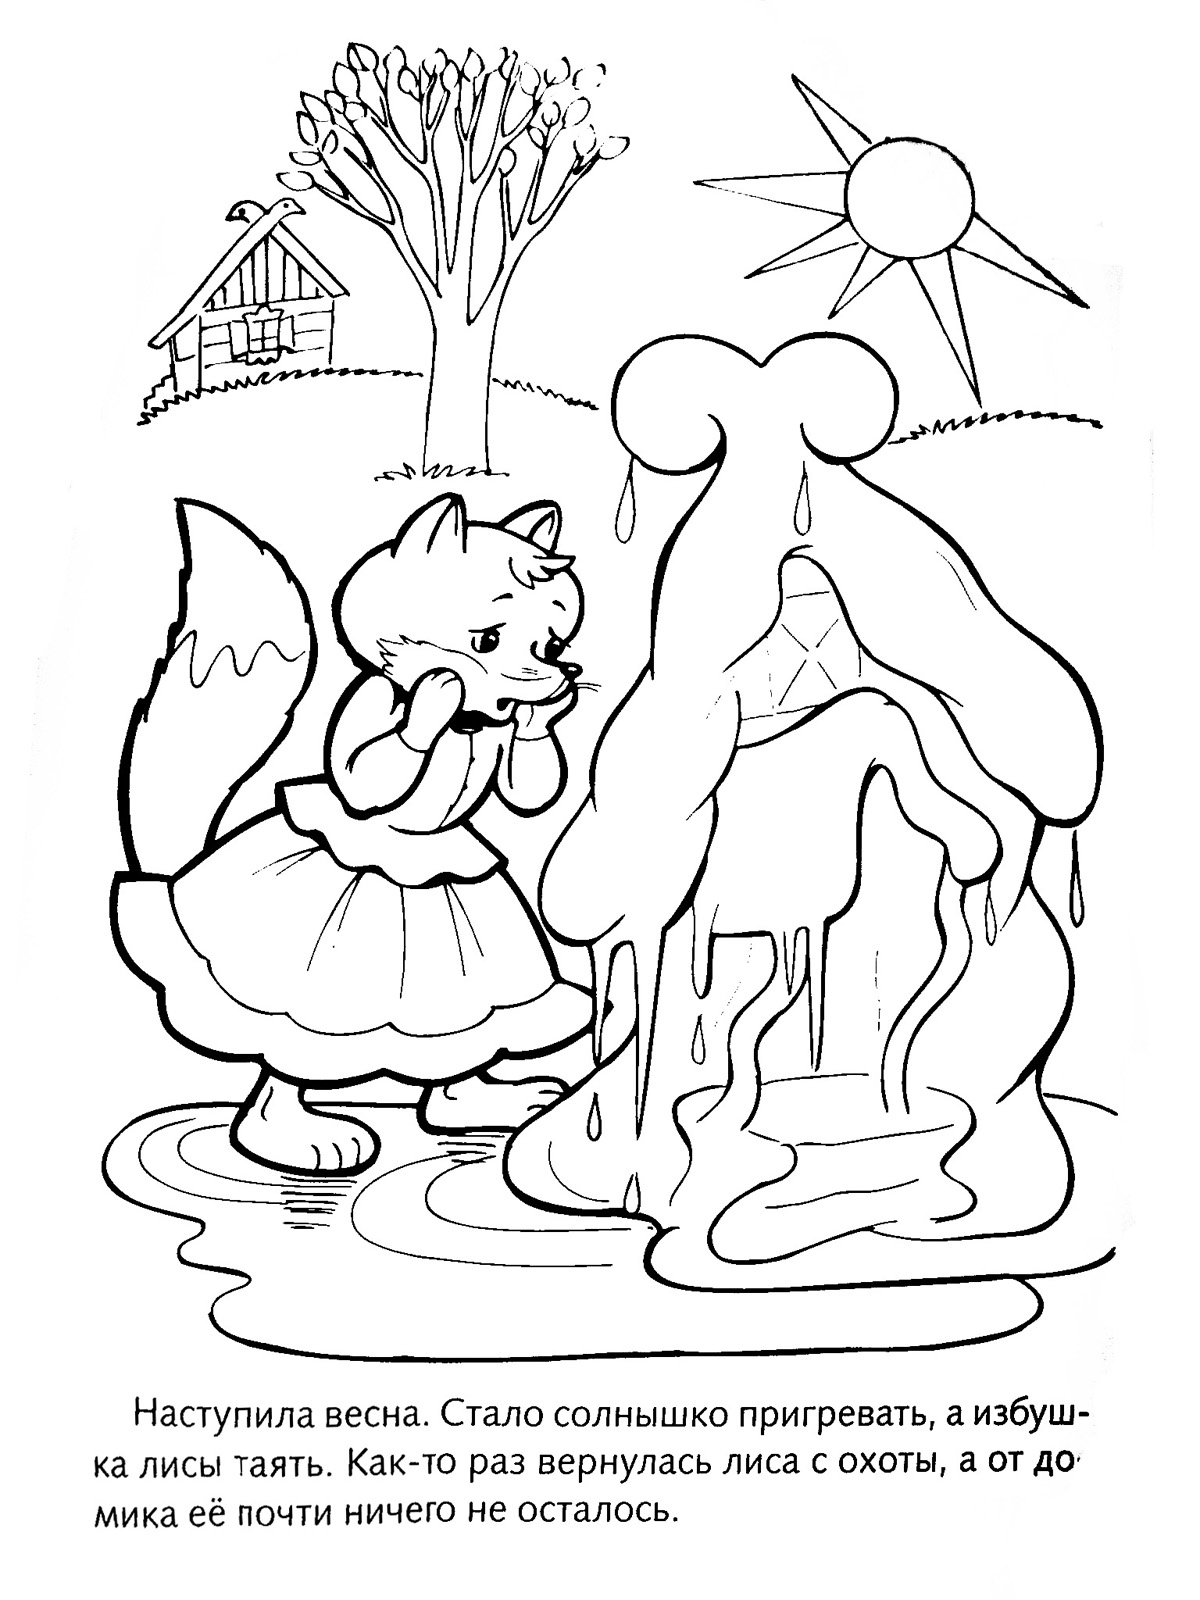 Наступила весна. Стало солнышко пригревать, а избуш-
ка лисы таять. Как-то раз вернулась лиса с охоты, а от до-
мика её почти ничего не осталось.